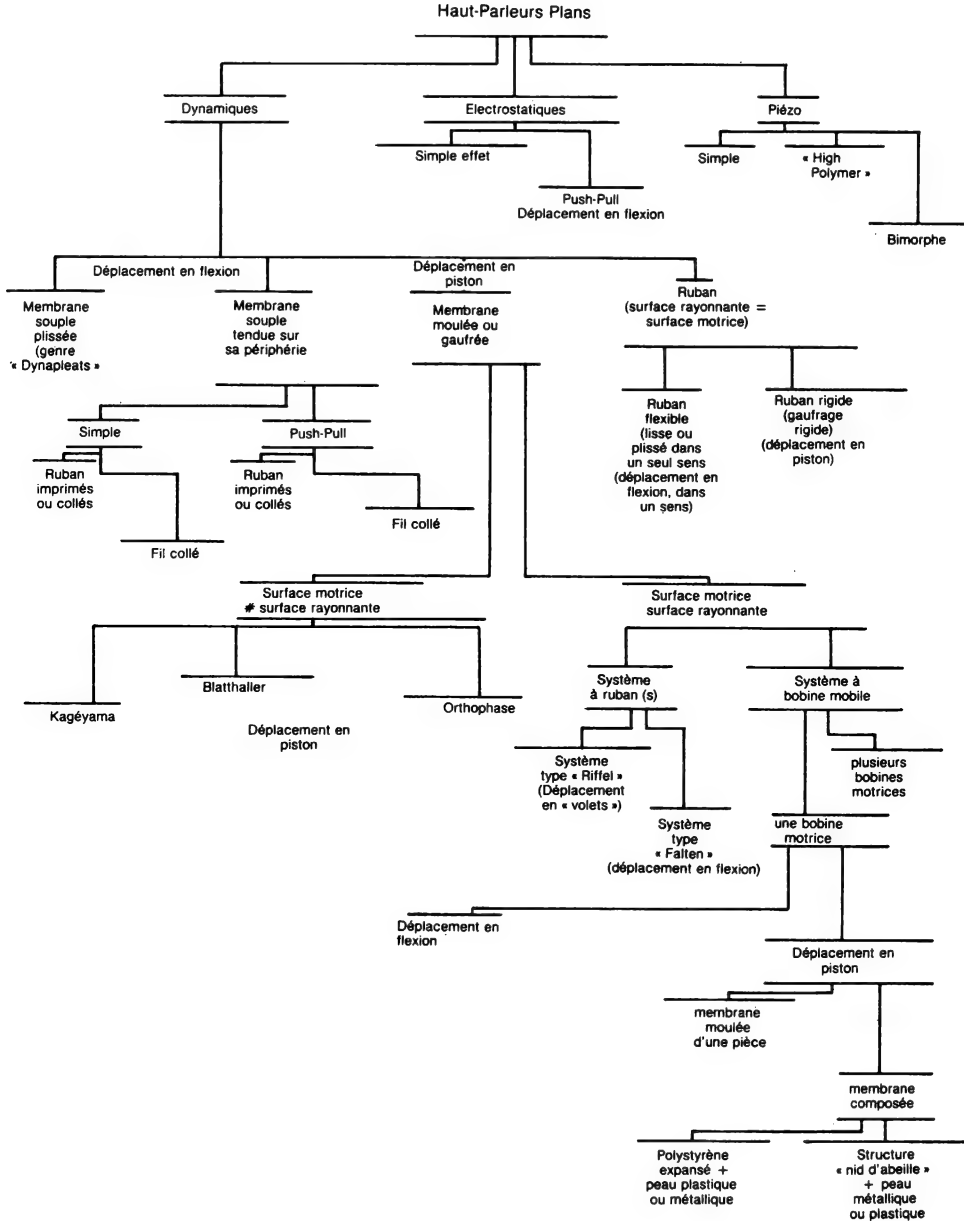 Haut-Parleurs Plans
Dynamiques
Electrostatiques
Piézo
Simple effet
Push-Pull
Déplacement en flexion
Simple
« High
Polymer »
Bimorphe
Déplacement en flexion
Déplacement en
piston
Membrane
souple
plissée
(genre
« Dynapleats »
Membrane
souple
tendue sur
sa périphérie
Membrane
moulée ou
gaufrée
Ruban
(surface rayonnante =
surface motrice)
Simple
Push-Pull
Ruban
imprimés
ou collés
Fil collé
Ruban
imprimés
ou collés
Fil collé
Ruban
flexible
(lisse ou
plissé dans
un seul sens
(déplacement en
flexion, dans
un sens)
Ruban rigide
(gaufrage
rigide)
(déplacement en
piston)
Surface motrice
# surface rayonnante
Surface motrice
surface rayonnante
Kagéyama
Blatthaller
Orthophase
Déplacement en
piston
Système
à ruban (s)
Système à
bobine mobile
Système
type « Riffel »
(Déplacement
en « volets »)
Système
type
« Falten »
(déplacement en flexion)
plusieurs
bobines
motrices
une bobine
motrice
Déplacement en
flexion
Déplacement en
piston
membrane
moulée
d'une pièce
membrane
composée
Polystyrène
expansé +
peau plastique
ou métallique
Structure
« nid d'abeille »
+ peau
métallique
ou plastique